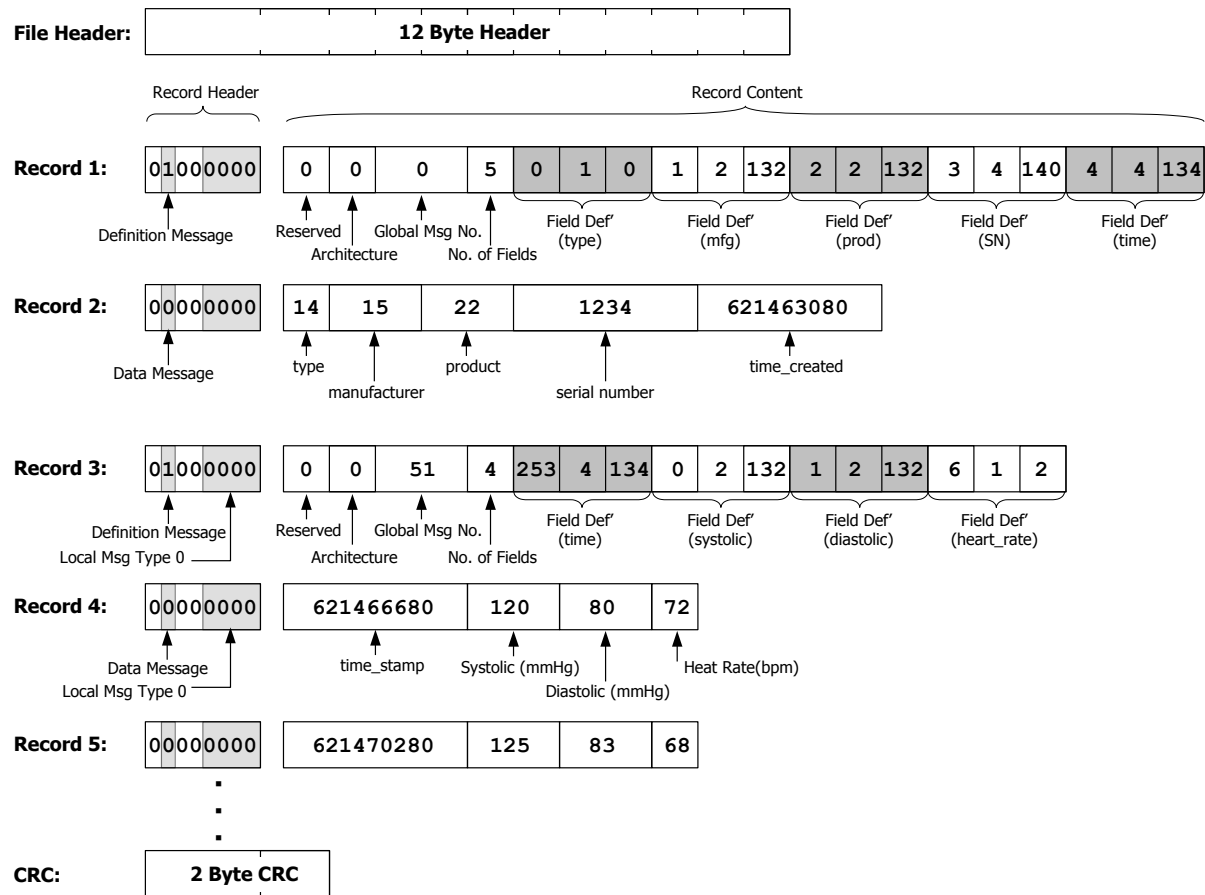 File Header: 12 Byte Header
Record Header Record Content
Record 1: 01000000 0 0 0 5 0 1 0 1 2 132 2 2 132 3 4 140 4 4 134
Definition Message Reserved Architecture Global Msg No. No. of Fields Field Def' (type) Field Def' (mfg) Field Def' (prod) Field Def' (SN) Field Def' (time)
Record 2: 00000000 14 15 22 1234 621463080
Data Message type manufacturer product serial number time_created
Record 3: 01000000 0 0 51 4 253 4 134 0 2 132 1 2 132 6 1 2
Definition Message Reserved Architecture Global Msg No. No. of Fields Field Def' (time) Field Def' (systolic) Field Def' (diastolic) Field Def' (heart_rate)
Local Msg Type 0
Record 4: 00000000 621466680 120 80 72
Data Message time_stamp Systolic (mmHg) Diastolic (mmHg) Heat Rate(bpm)
Local Msg Type 0
Record 5: 00000000 621470280 125 83 68
CRC: 2 Byte CRC